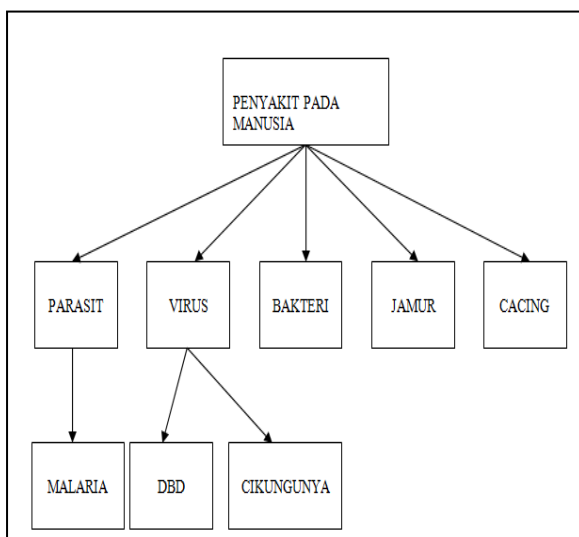 PENYAKIT PADA
MANUSIA
PARASIT
VIRUS
BAKTERI
JAMUR
CACING
MALARIA
DBD
CIKUNGUNYA